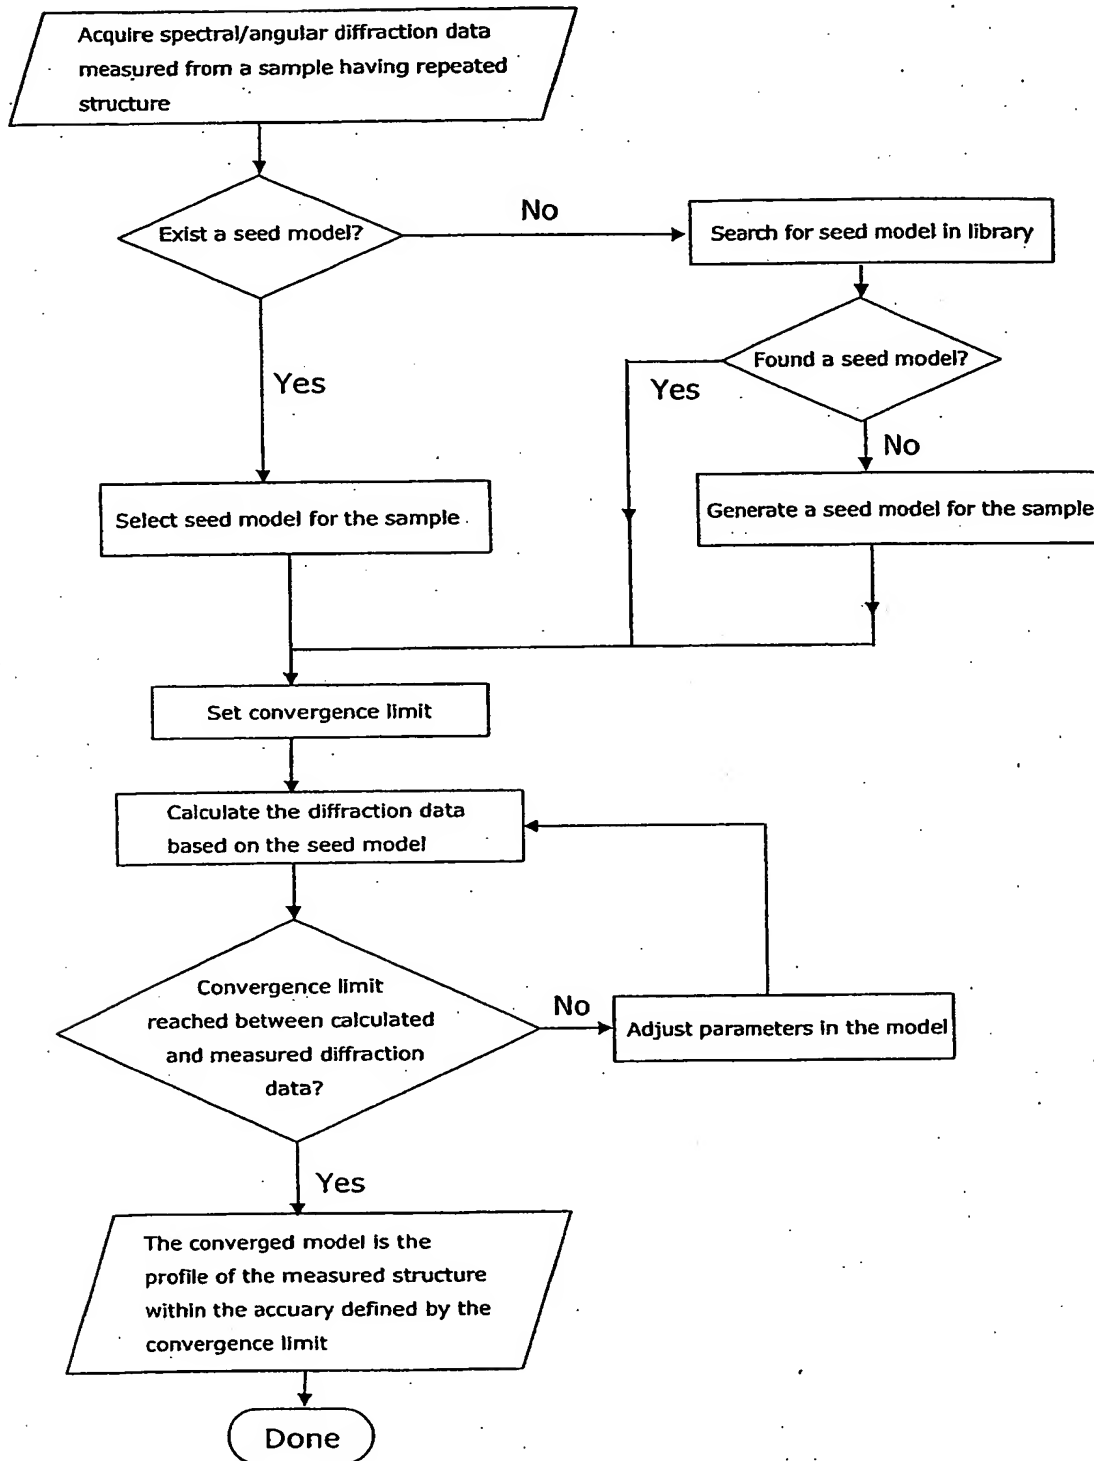 Acquire spectral/angular diffraction data
measured from a sample having repeated
structure
Exist a seed model?
No
Search for seed model in library
Found a seed model?
Yes
Yes
No
Select seed model for the sample
Generate a seed model for the sample
Set convergence limit
Calculate the diffraction data
based on the seed model
Convergence limit
reached between calculated
and measured diffraction
data?
No
Adjust parameters in the model
Yes
The converged model is the
profile of the measured structure
within the accuary defined by the
convergence limit
Done